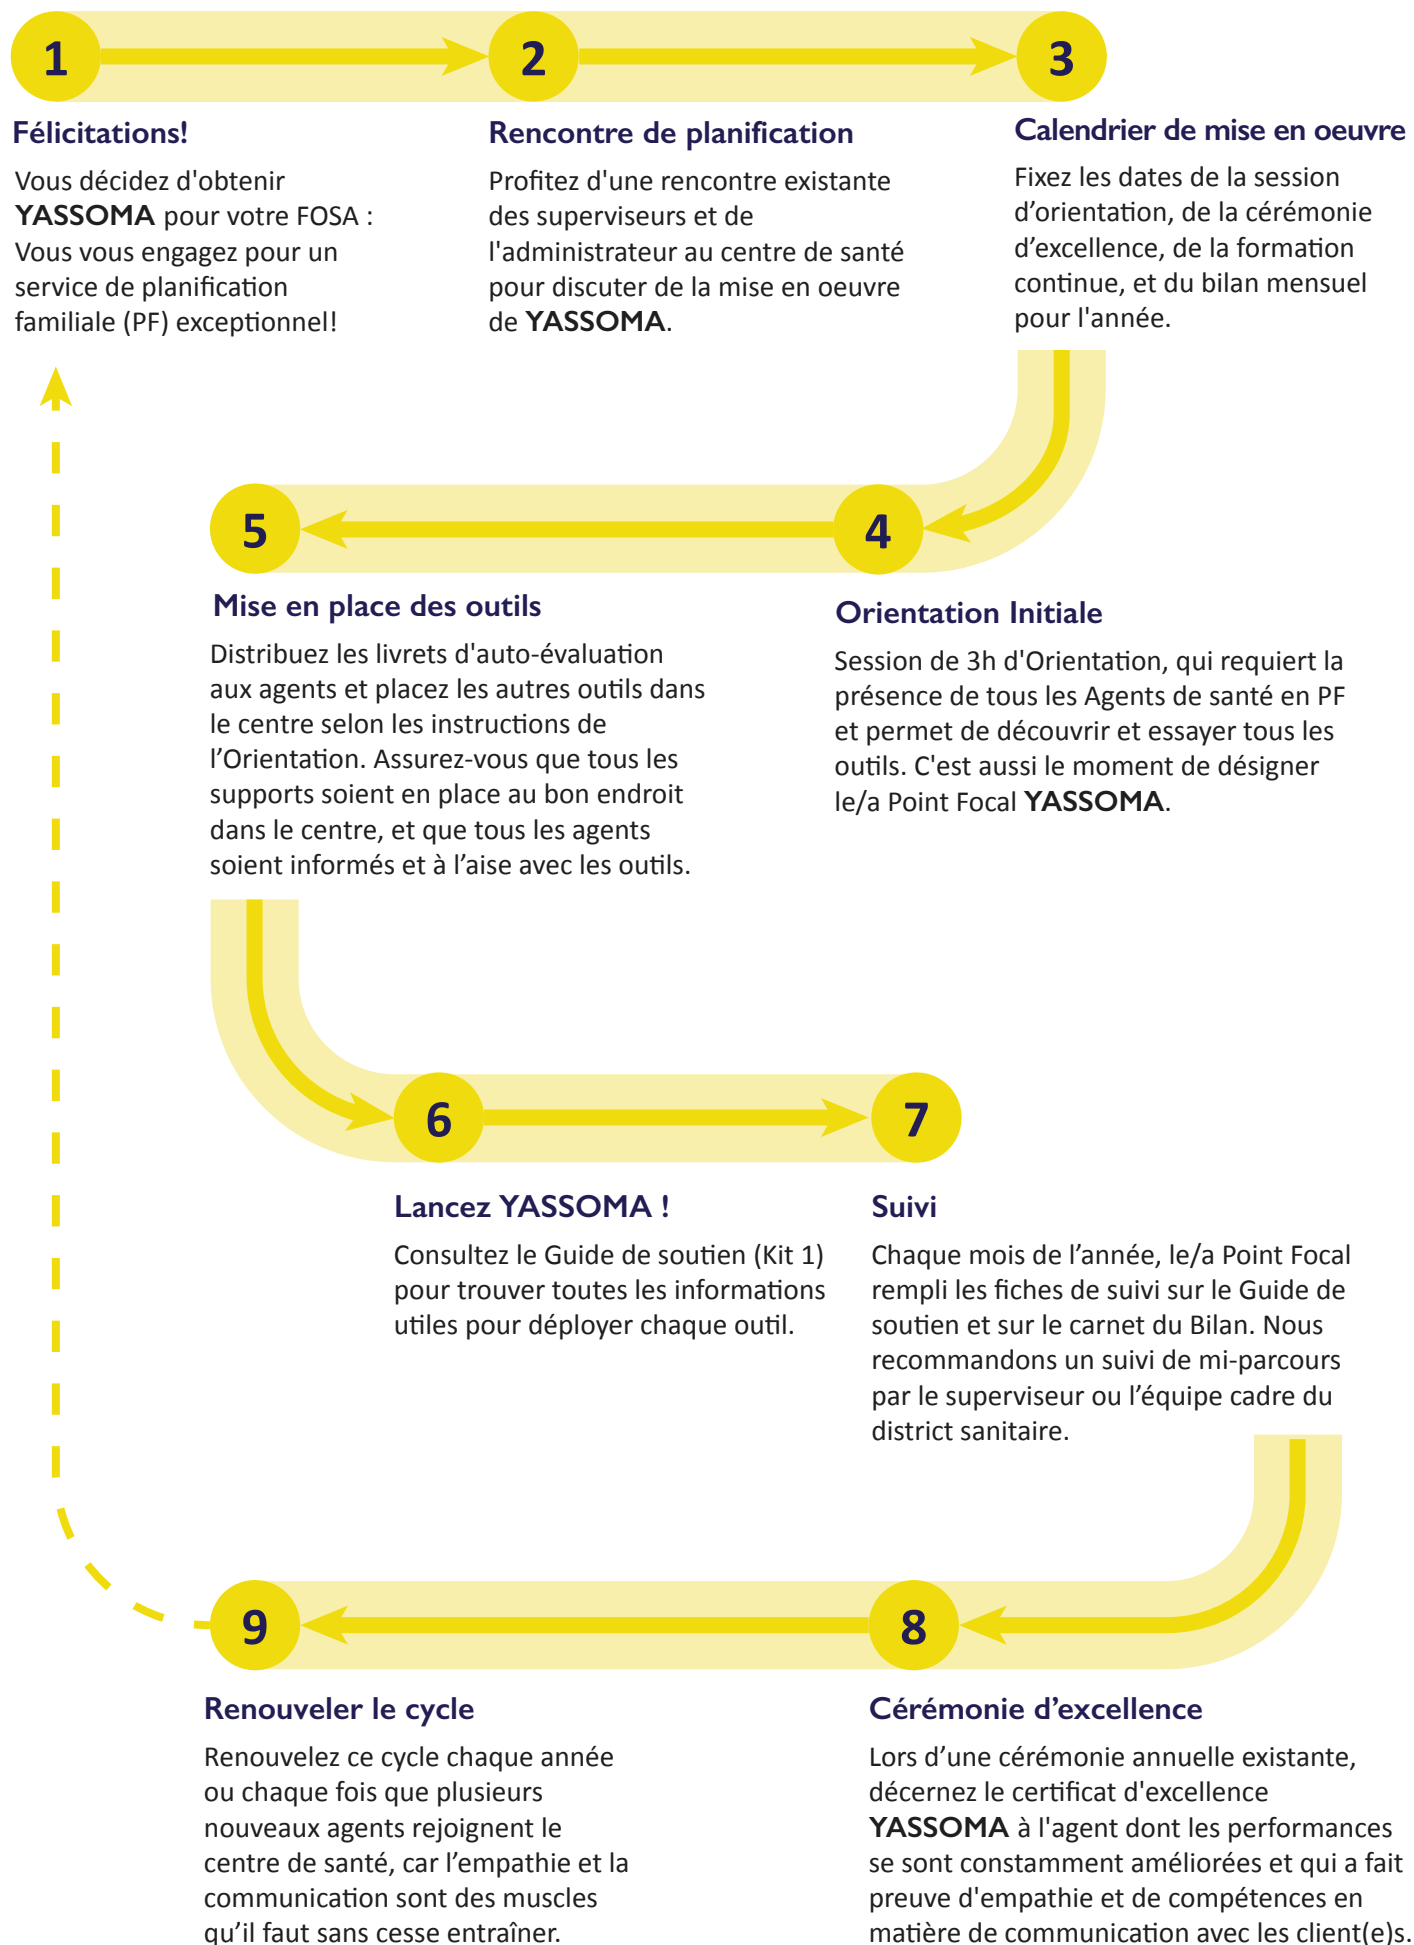 1
Félicitations!
Vous décidez d'obtenir
YASSOMA pour votre FOSA :
Vous vous engagez pour un
service de planification
familiale (PF) exceptionnel!
2
Rencontre de planification
Profitez d'une rencontre existante
des superviseurs et de
l'administrateur au centre de santé
pour discuter de la mise en oeuvre
de YASSOMA.
3
Calendrier de mise en oeuvre
Fixez les dates de la session
d’orientation, de la cérémonie
d’excellence, de la formation
continue, et du bilan mensuel
pour l'année.
4
Orientation Initiale
Session de 3h d'Orientation, qui requiert la
présence de tous les Agents de santé en PF
et permet de découvrir et essayer tous les
outils. C'est aussi le moment de désigner
le/a Point Focal YASSOMA.
5
Mise en place des outils
Distribuez les livrets d'auto-évaluation
aux agents et placez les autres outils dans
le centre selon les instructions de
l’Orientation. Assurez-vous que tous les
supports soient en place au bon endroit
dans le centre, et que tous les agents
soient informés et à l’aise avec les outils.
6
Lancez YASSOMA !
Consultez le Guide de soutien (Kit 1)
pour trouver toutes les informations
utiles pour déployer chaque outil.
7
Suivi
Chaque mois de l’année, le/a Point Focal
rempli les fiches de suivi sur le Guide de
soutien et sur le carnet du Bilan. Nous
recommandons un suivi de mi-parcours
par le superviseur ou l’équipe cadre du
district sanitaire.
8
Cérémonie d’excellence
Lors d’une cérémonie annuelle existante,
décernez le certificat d'excellence
YASSOMA à l'agent dont les performances
se sont constamment améliorées et qui a fait
preuve d'empathie et de compétences en
matière de communication avec les client(e)s.
9
Renouveler le cycle
Renouvelez ce cycle chaque année
ou chaque fois que plusieurs
nouveaux agents rejoignent le
centre de santé, car l’empathie et la
communication sont des muscles
qu’il faut sans cesse entraîner.